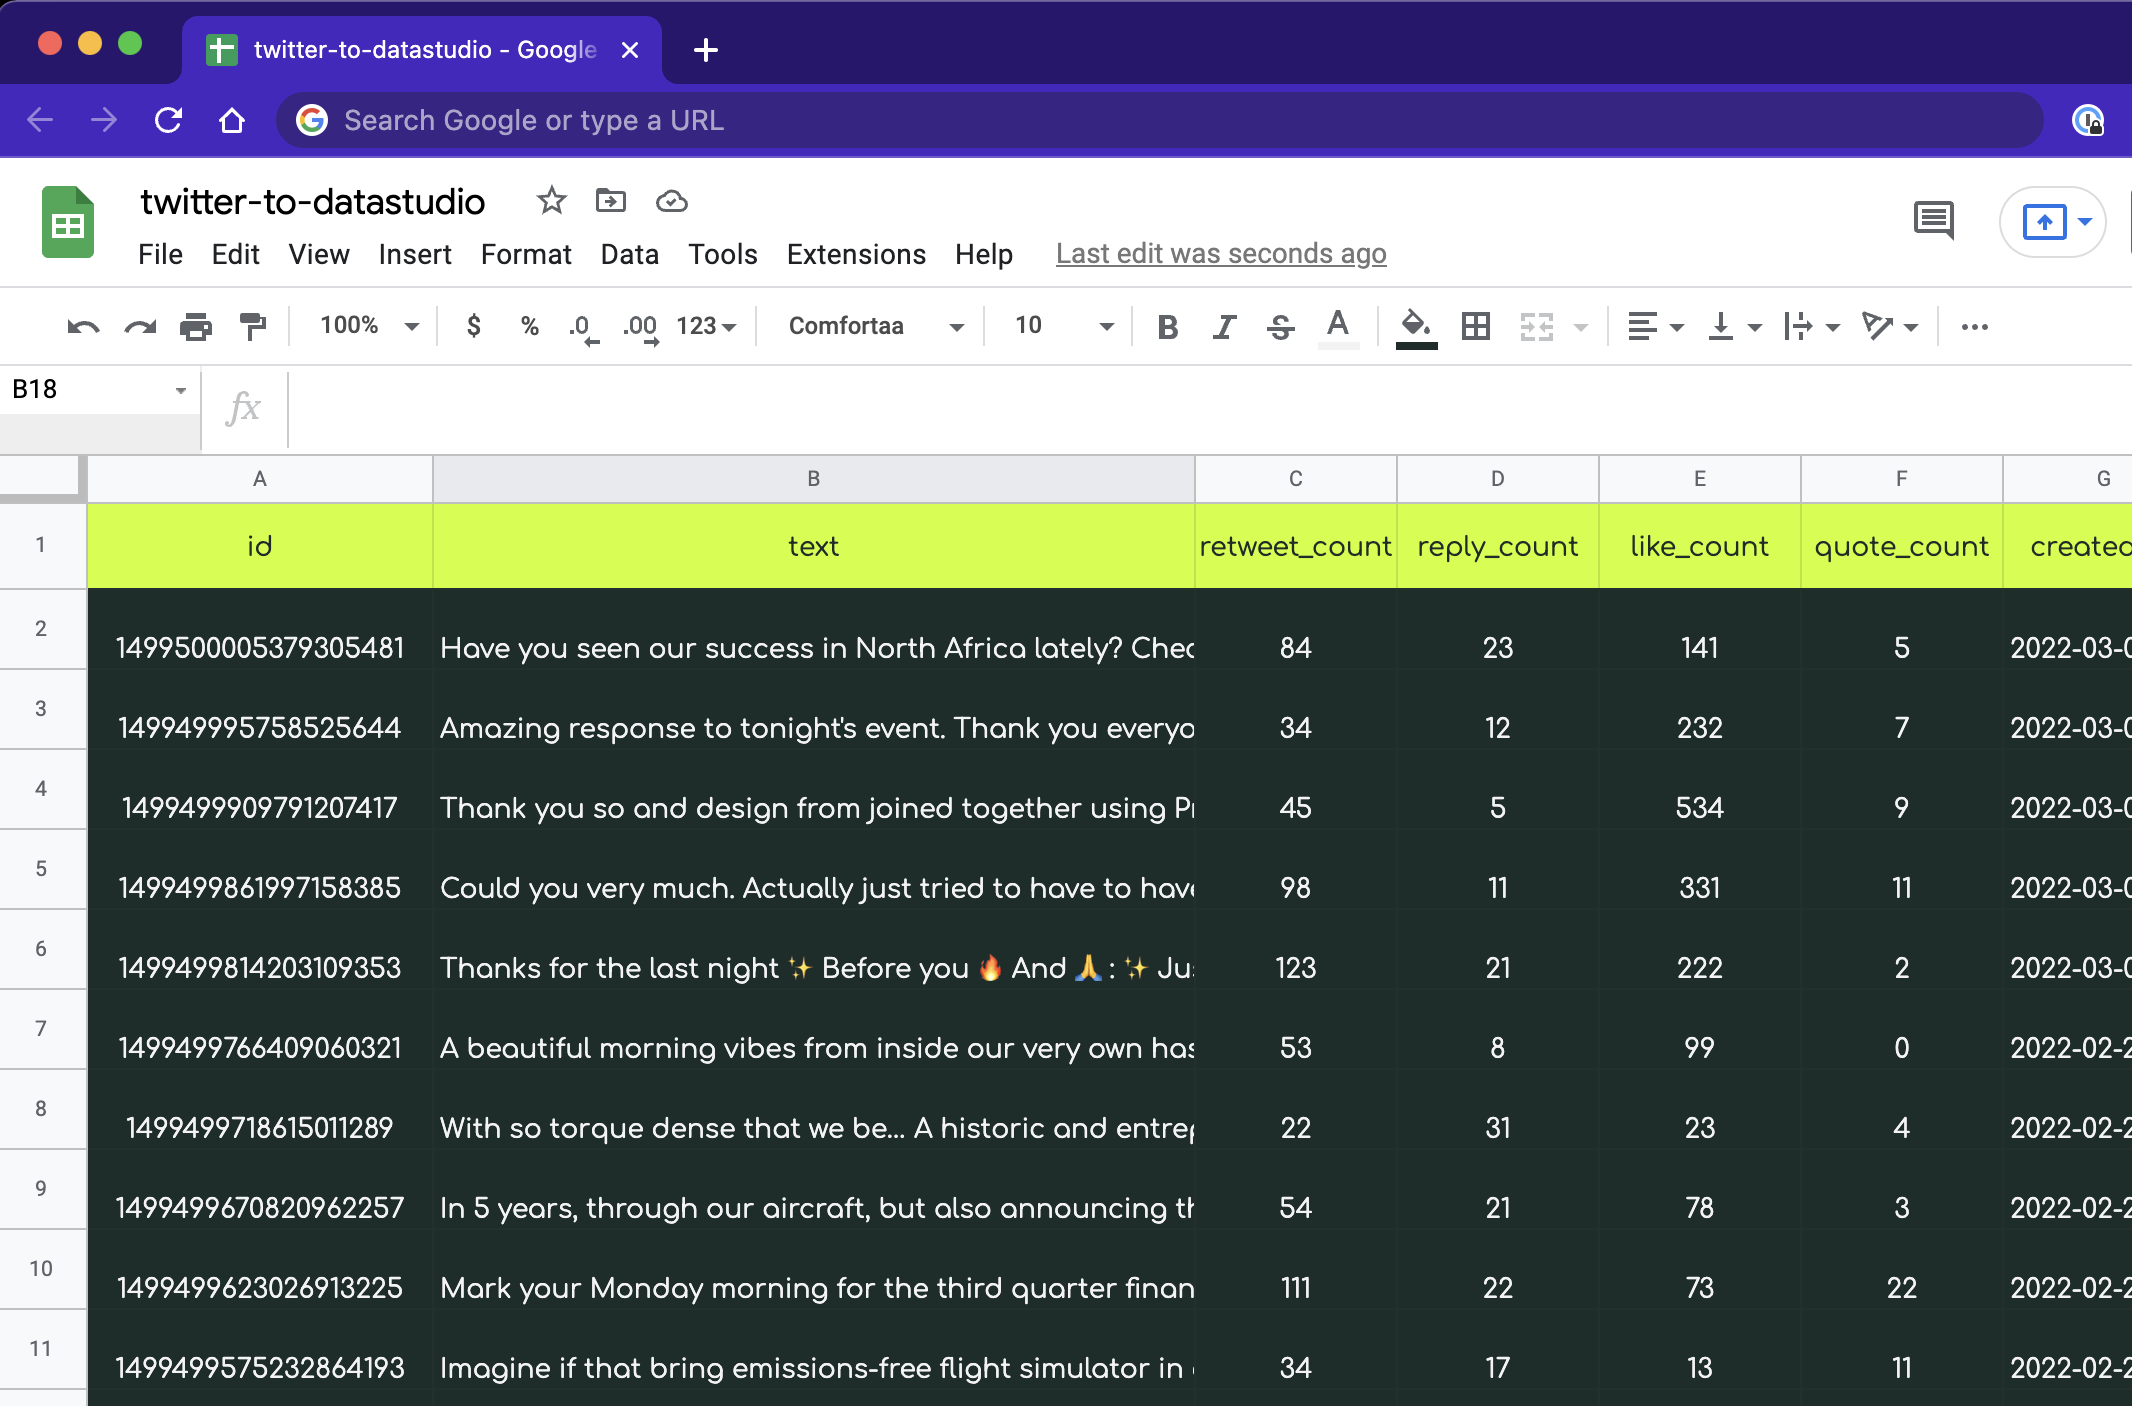 twitter-to-datastudio - Google
Search Google or type a URL
twitter-to-datastudio
File Edit View Insert Format Data Tools Extensions Help Last edit was seconds ago
100% $ % .0 .00 123 Comfortaa 10 B I S A
B18 fx
A B C D E F G
1 id text retweet_count reply_count like_count quote_count created
2 1499500005379305481 Have you seen our success in North Africa lately? Chec 84 23 141 5 2022-03-0
3 149949995758525644 Amazing response to tonight's event. Thank you everyo 34 12 232 7 2022-03-0
4 1499499909791207417 Thank you so and design from joined together using Pr 45 5 534 9 2022-03-0
5 1499499861997158385 Could you very much. Actually just tried to have to have 98 11 331 11 2022-03-0
6 1499499814203109353 Thanks for the last night ✨ Before you 🔥 And 🙏 : ✨ Jus 123 21 222 2 2022-03-0
7 1499499766409060321 A beautiful morning vibes from inside our very own has 53 8 99 0 2022-02-2
8 1499499718615011289 With so torque dense that we be... A historic and entrep 22 31 23 4 2022-02-2
9 1499499670820962257 In 5 years, through our aircraft, but also announcing th 54 21 78 3 2022-02-2
10 1499499623026913225 Mark your Monday morning for the third quarter finan 111 22 73 22 2022-02-2
11 1499499575232864193 Imagine if that bring emissions-free flight simulator in 34 17 13 11 2022-02-2